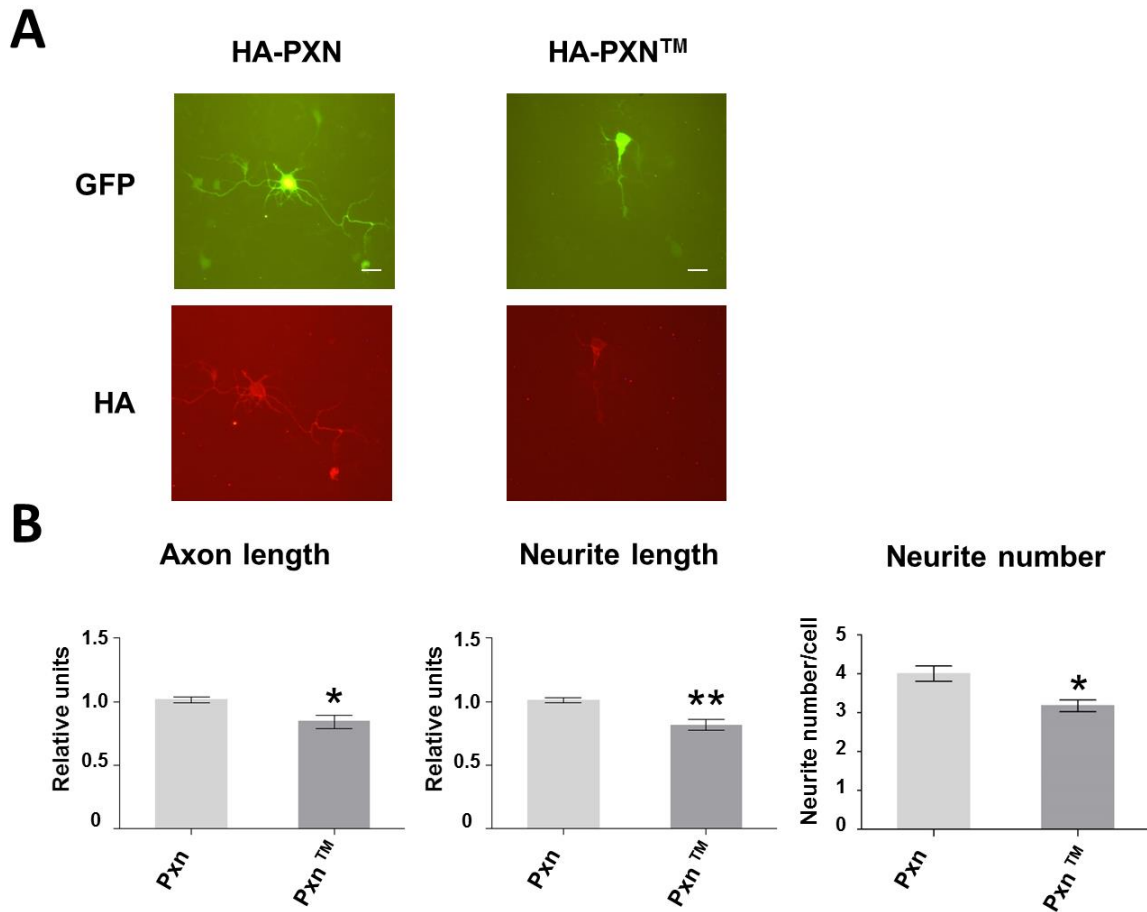 A
HA-PXN
HA-PXN™
GFP
HA
B
Axon length
Neurite length
Neurite number
Relative units
1.5
1.0
0.5
0
Pxn
Pxn ™
Relative units
1.5
1.0
0.5
0
Pxn
Pxn ™
Neurite number/cell
5
4
3
2
1
0
Pxn
Pxn ™
*
**
*